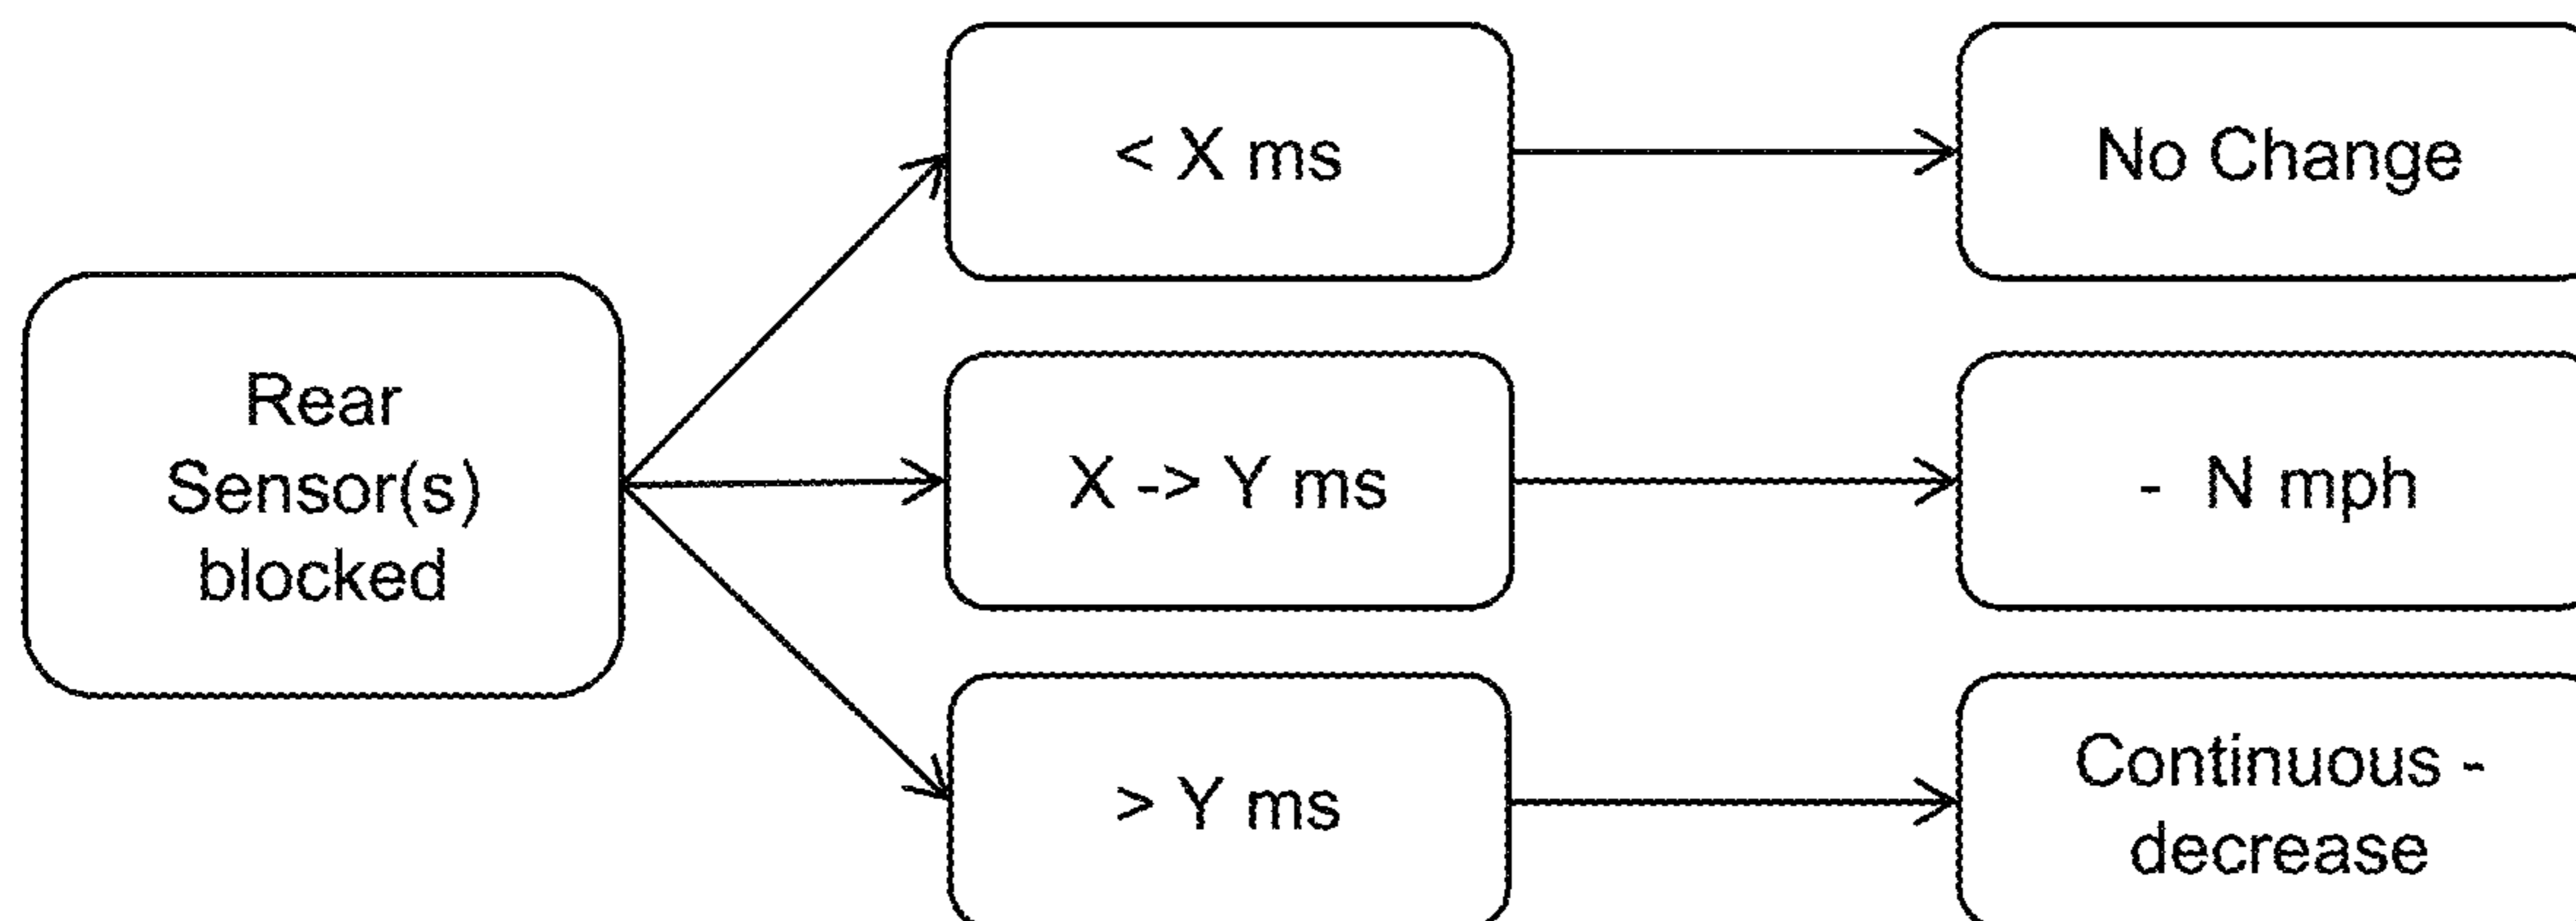 Rear
Sensor(s)
blocked
< X ms
No Change
X -> Y ms
- N mph
> Y ms
Continuous -
decrease